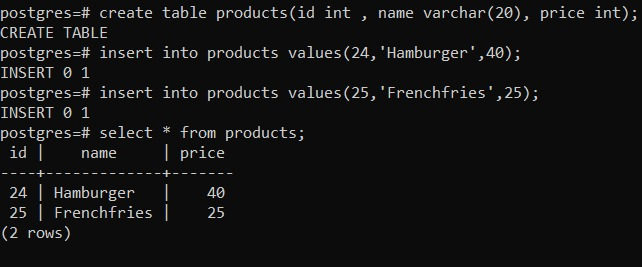 postgres=# create table products(id int , name varchar(20), price int);
CREATE TABLE
postgres=# insert into products values(24,'Hamburger',40);
INSERT 0 1
postgres=# insert into products values(25,'Frenchfries',25);
INSERT 0 1
postgres=# select * from products;
 id |    name     | price
----+-------------+-------
 24 | Hamburger   |    40
 25 | Frenchfries |    25
(2 rows)